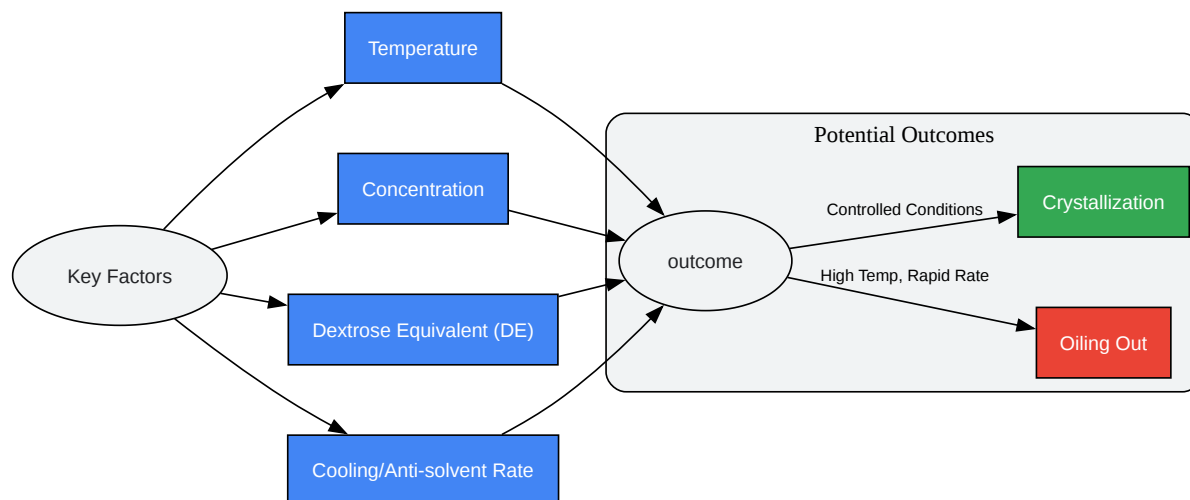 Temperature
Potential Outcomes
Concentration
Crystallization
Controlled Conditions
Key Factors
outcome
High Temp, Rapid Rate
Dextrose Equivalent (DE)
Oiling Out
Cooling/Anti-solvent Rate